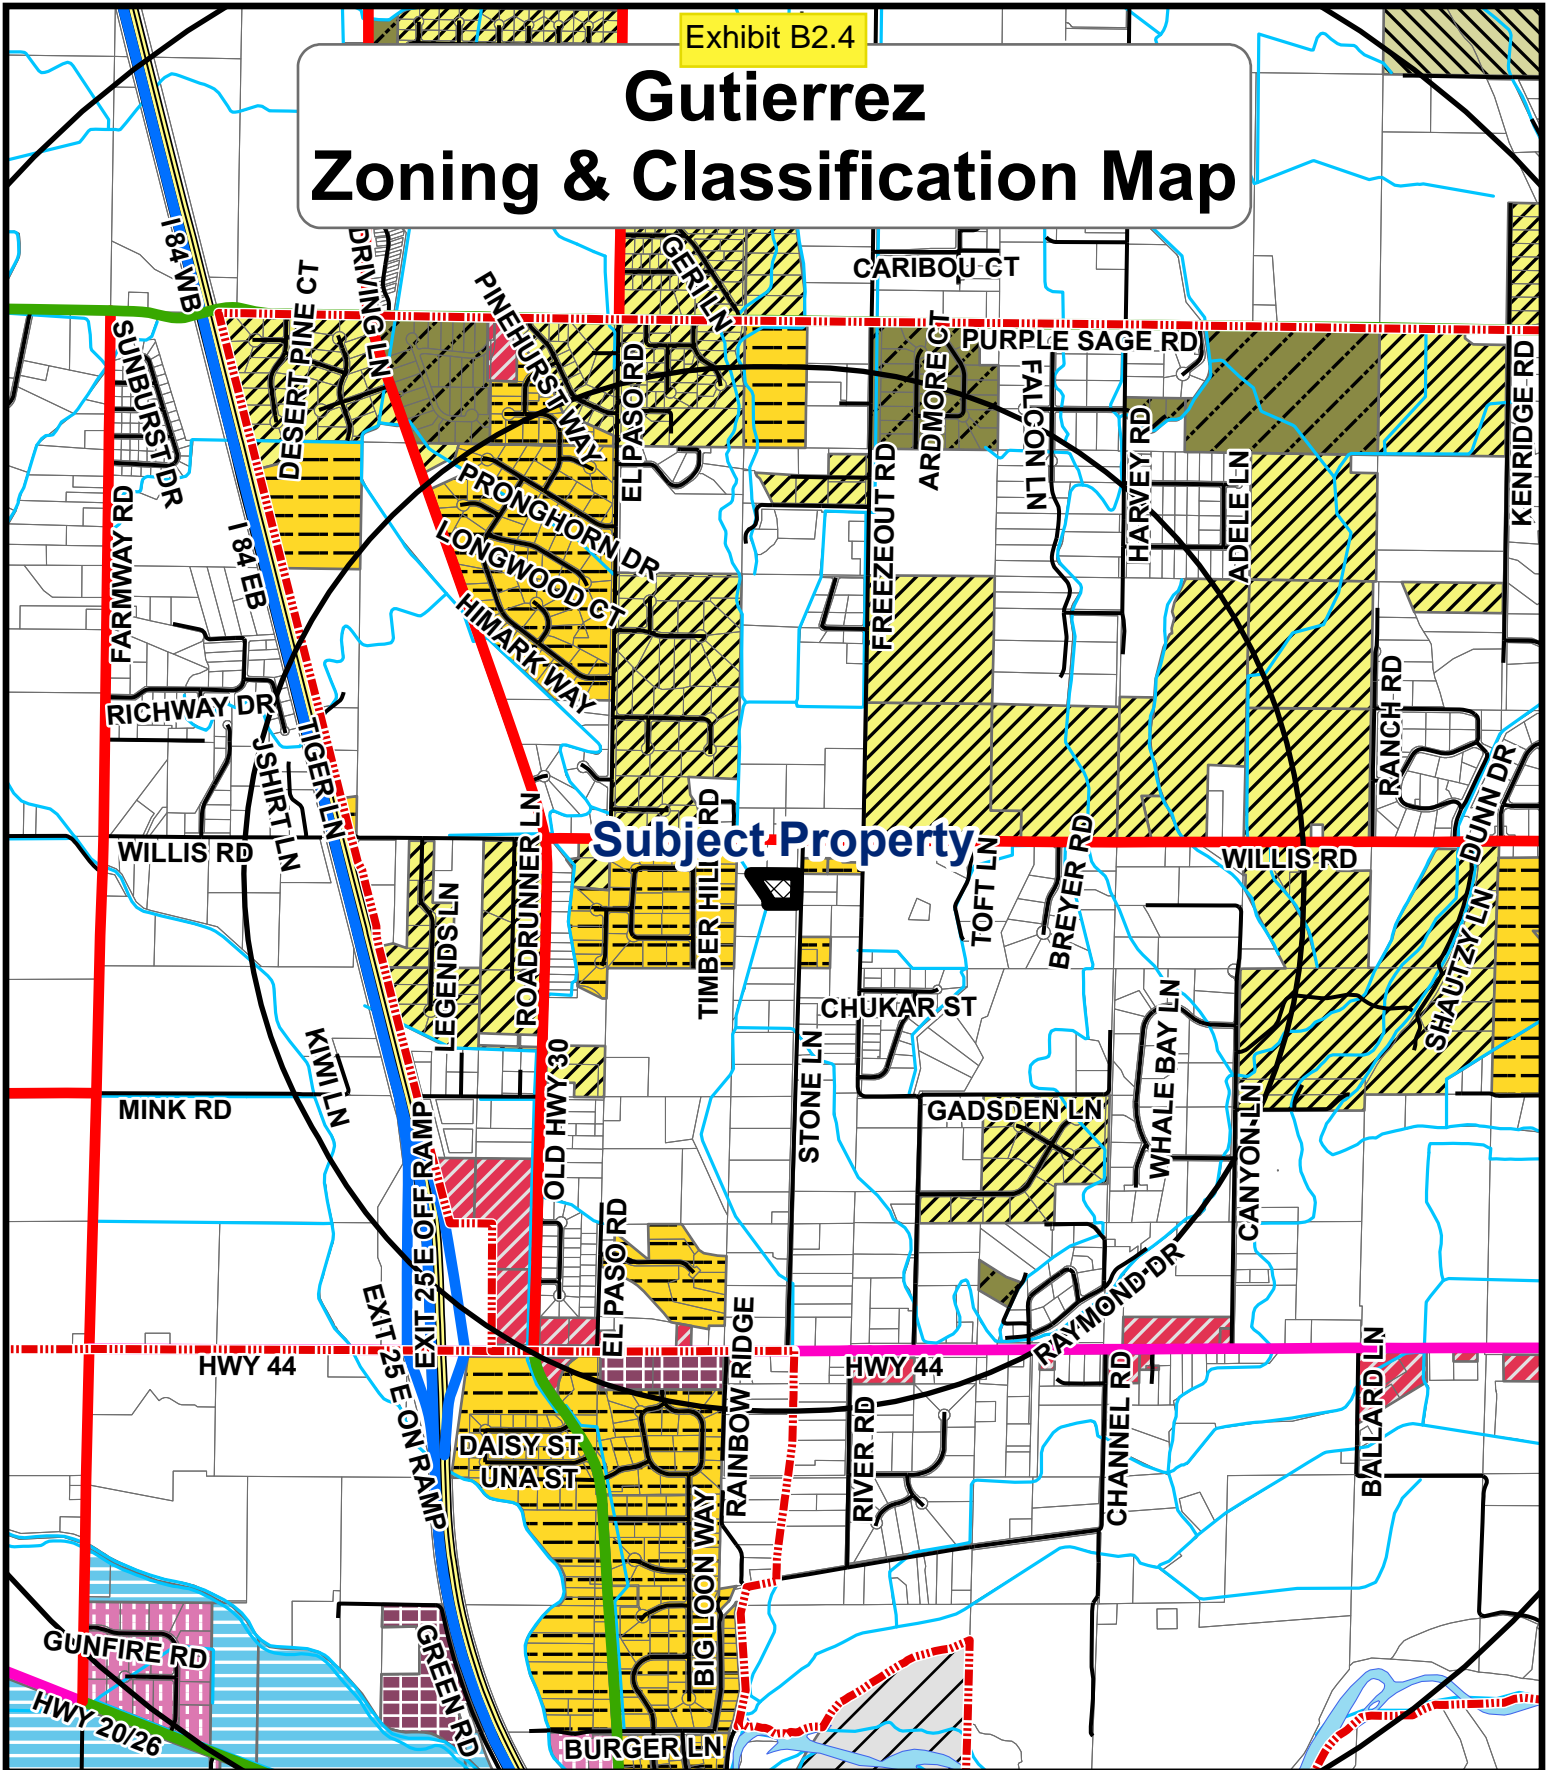 Exhibit B2.4
Gutierrez
Zoning & Classification Map
I 84 WB
DRIVING LN
GERI LN
CARIBOU CT
DESERT PINE CT
PINEHURST WAY
SUNBURST DR
EL PASO RD
ARDMORE CT
PURPLE SAGE RD
FALCON LN
KENRIDGE RD
FARMWAY RD
I 84 EB
PRONGHORN DR
LONGWOOD CT
HIMARK WAY
FREEZEOUT RD
HARVEY RD
ADELE LN
RICHWAY DR
JSHIRT LN
TIGER LN
RANCH RD
DUNN DR
WILLIS RD
Subject Property
WILLIS RD
ROADRUNNER LN
LEGENDS LN
TIMBER HILL RD
TOFT LN
BREYER RD
SHAUTZY LN
CHUKAR ST
WHALE BAY LN
KIWI LN
OLD HWY 30
STONE LN
MINK RD
GADSDEN LN
CANYON LN
EXIT 25 E OFF RAMP
EL PASO RD
RAYMOND DR
EXIT 25 E ON RAMP
RAINBOW RIDGE
HWY 44
HWY 44
BALLARD LN
CHANNEL RD
RIVER RD
DAISY ST
UNA ST
BIG LOON WAY
GUNFIRE RD
GREEN RD
HWY 20/26
BURGER LN